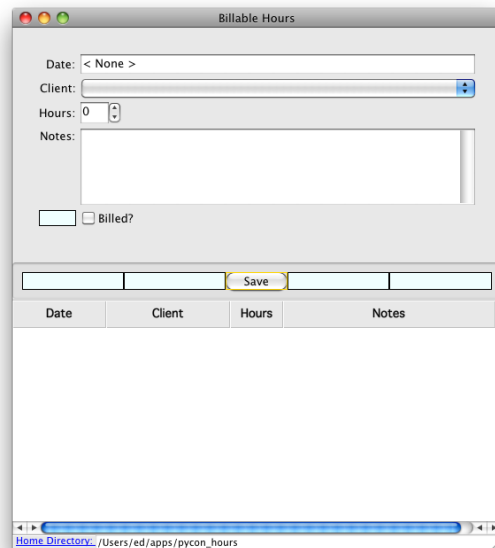 Billable Hours
Date: < None >
Client:
Hours: 0
Notes:
Billed?
Save
Date Client Hours Notes
Home Directory: /Users/ed/apps/pycon_hours